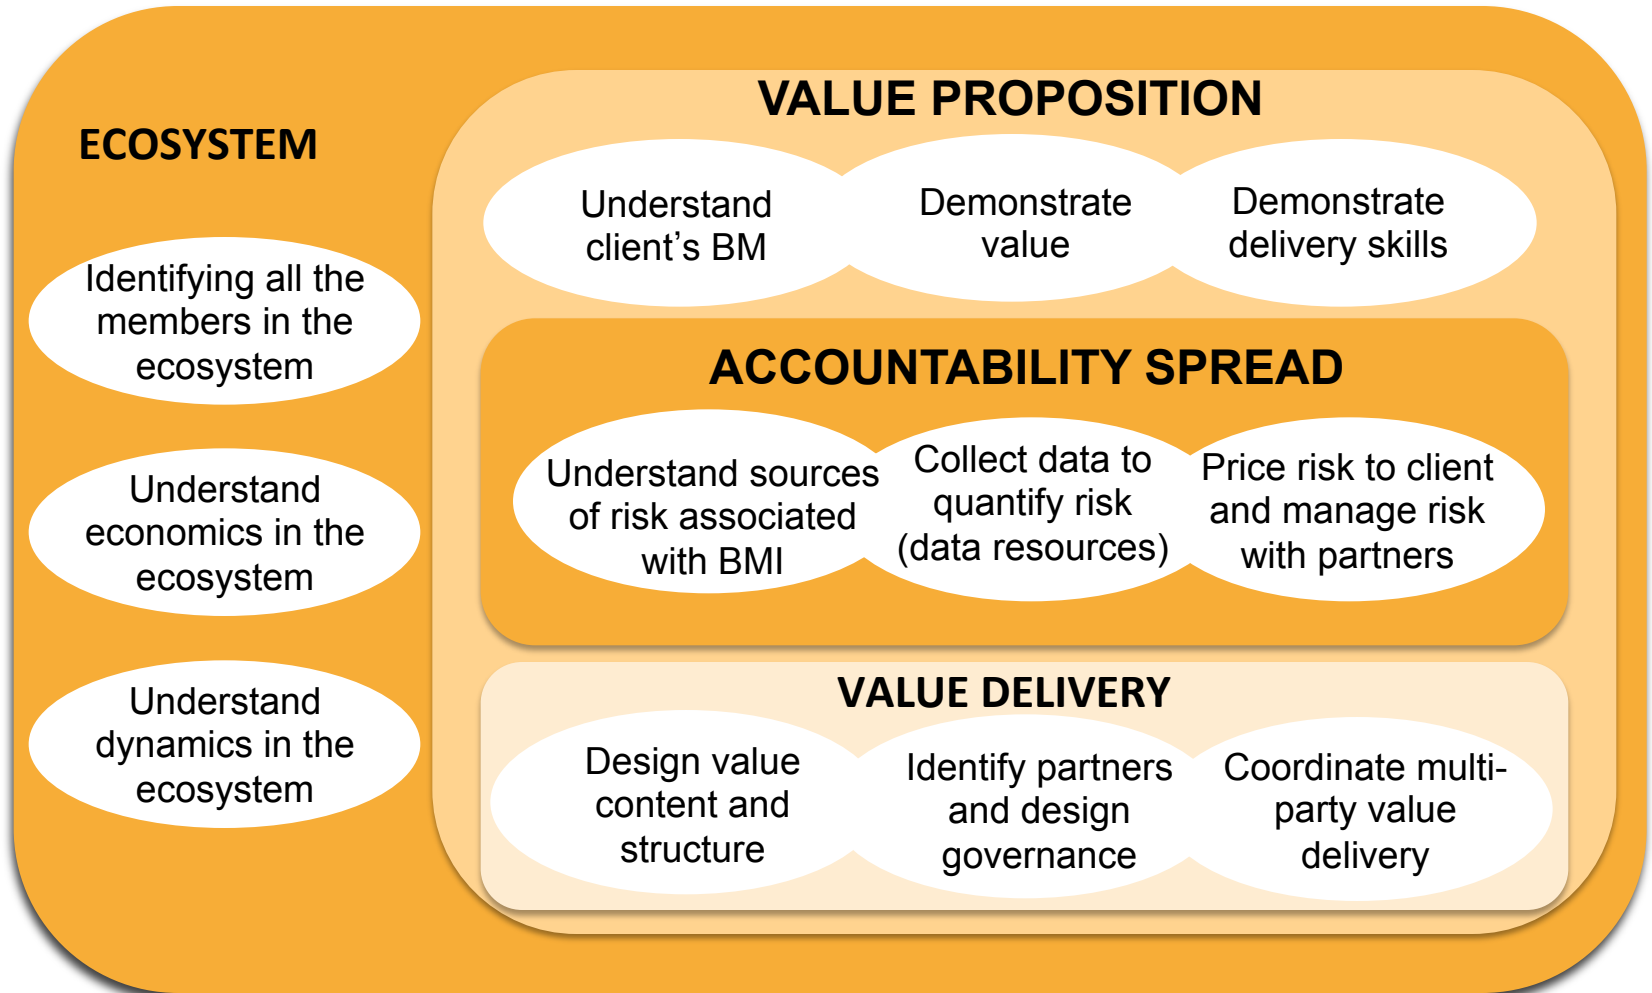 ECOSYSTEM
Identifying all the
members in the
ecosystem
Understand
economics in the
ecosystem
Understand
dynamics in the
ecosystem
VALUE PROPOSITION
Understand
client’s BM
Demonstrate
value
Demonstrate
delivery skills
ACCOUNTABILITY SPREAD
Understand sources
of risk associated
with BMI
Collect data to
quantify risk
(data resources)
Price risk to client
and manage risk
with partners
VALUE DELIVERY
Design value
content and
structure
Identify partners
and design
governance
Coordinate multi-
party value
delivery